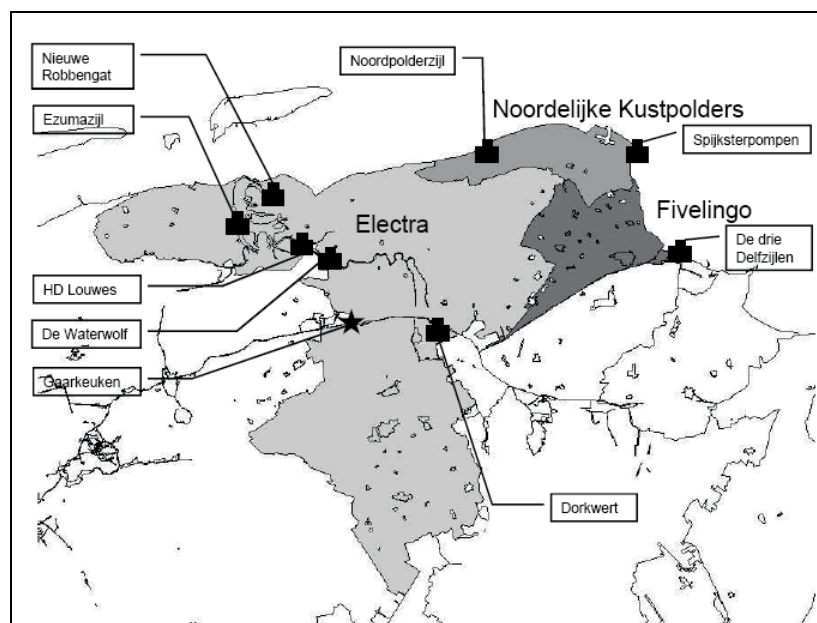 Nieuwe
Robbengat
Noordpolderzijl
Ezumazijl
Noordelijke Kustpolders
Spijksterpompen
Electra
Fivelingo
De drie
Delfzijlen
HD Louwes
De Waterwolf
Gaarkeuken
Dorkwert